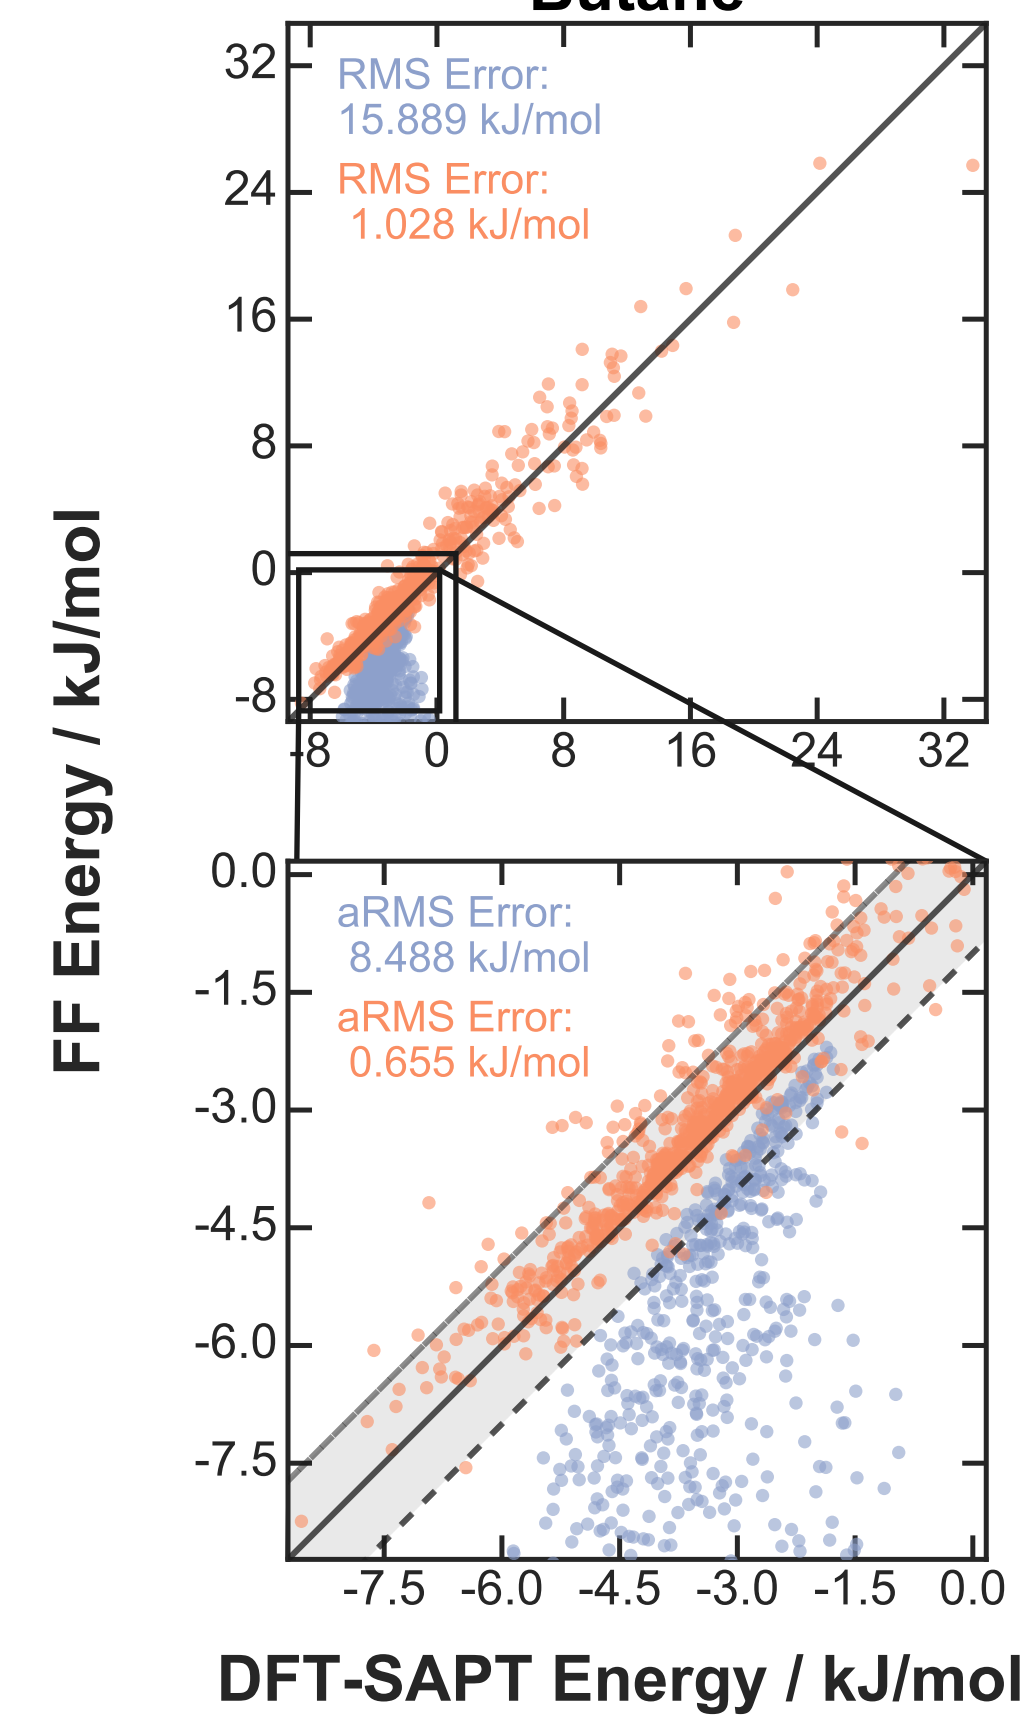 Butane
32
24
16
8
0
-8
RMS Error:
15.889 kJ/mol
RMS Error:
1.028 kJ/mol
-8 0 8 16 24 32
FF Energy / kJ/mol
0.0
-1.5
-3.0
-4.5
-6.0
-7.5
aRMS Error:
8.488 kJ/mol
aRMS Error:
0.655 kJ/mol
-7.5 -6.0 -4.5 -3.0 -1.5 0.0
DFT-SAPT Energy / kJ/mol